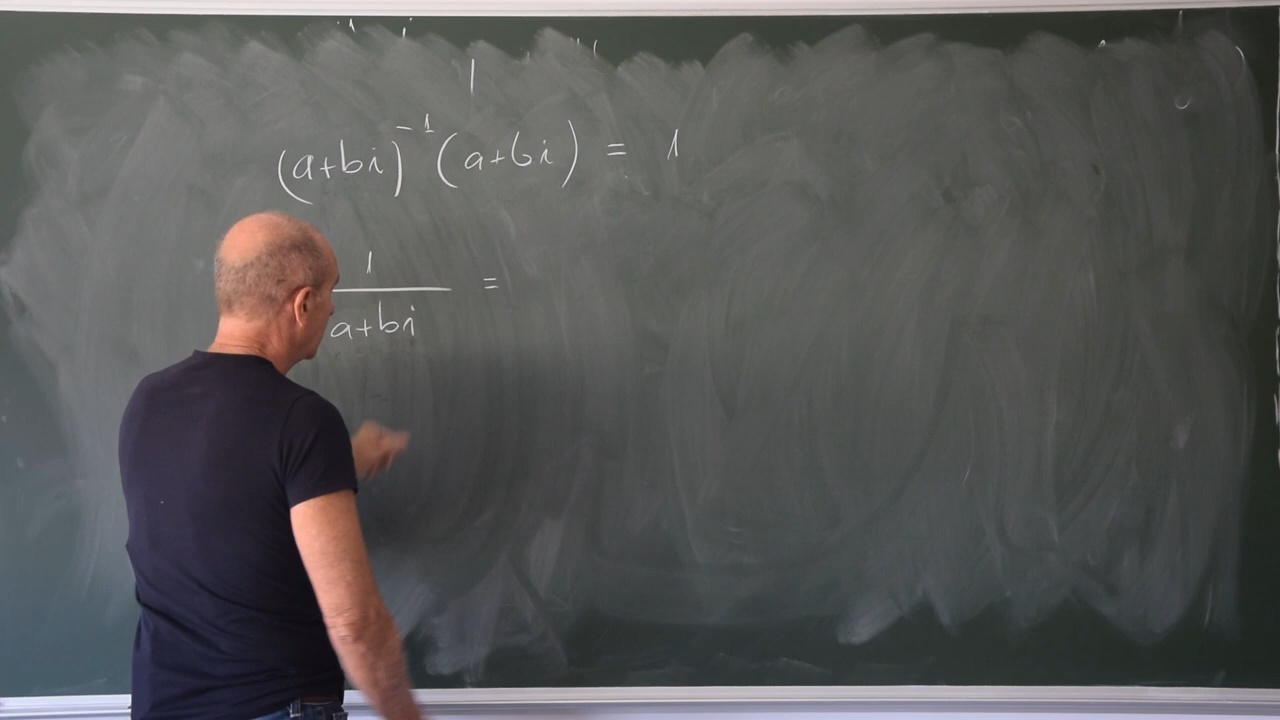 (a+bi)⁻¹(a+bi) = 1
1
a+bi =